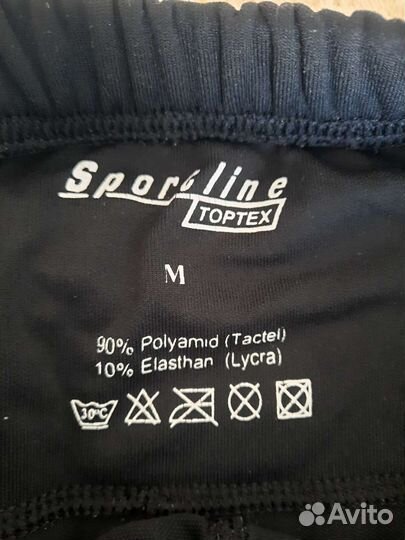 Sportline
TOPTEX
M
90% Polyamid (Tactel)
10% Elasthan (Lycra)
30°C
Avito